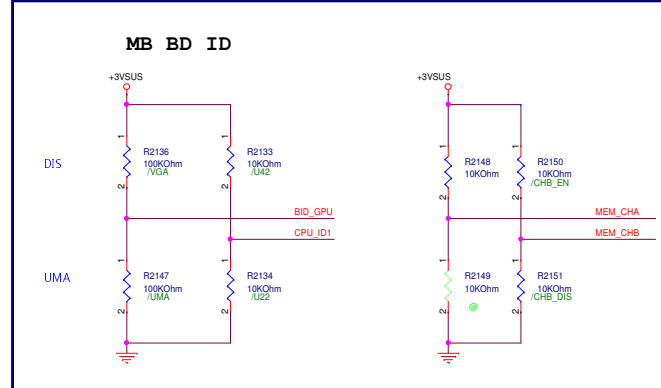 MB BD ID
+3VSUS
+3VSUS
1
1
1
1
DIS
R2136
100KOhm
/VGA
R2133
10KOhm
/U42
R2148
10KOhm
R2150
10KOhm
/CHB_EN
2
2
2
2
BID_GPU
MEM_CHA
CPU_ID1
MEM_CHB
1
1
1
1
UMA
R2147
100KOhm
/UMA
R2134
10KOhm
/U22
R2149
10KOhm
@
R2151
10KOhm
/CHB_DIS
2
2
2
2